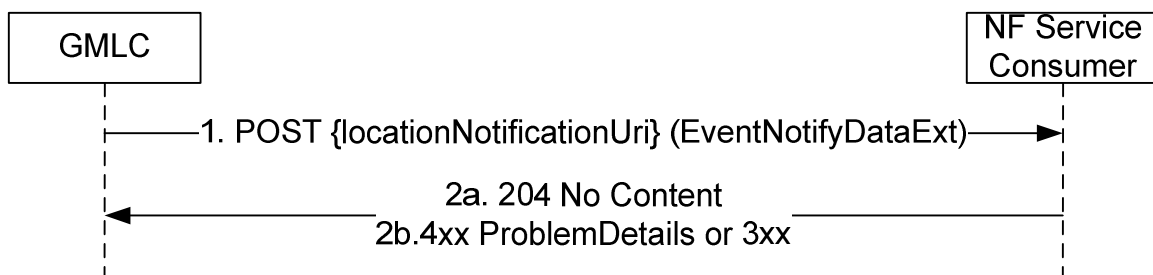 GMLC
NF Service
Consumer
1. POST {locationNotificationUri} (EventNotifyDataExt)
2a. 204 No Content
2b.4xx ProblemDetails or 3xx